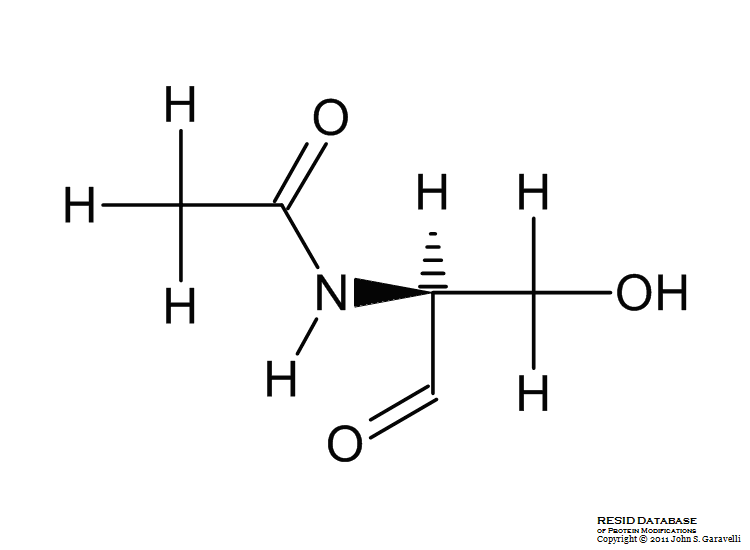 H
O
H
H
H
H
N
OH
H
H
H
O
RESID DATABASE
OF PROTEIN MODIFICATIONS
Copyright © 2011 John S. Garavelli